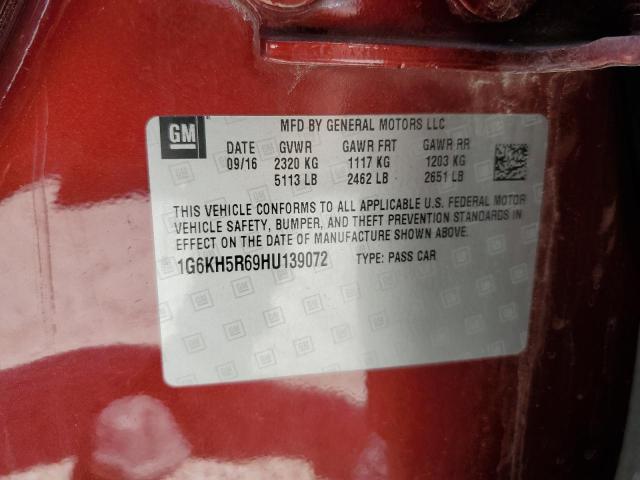 GM
MFD BY GENERAL MOTORS LLC
DATE GVWR GAWR FRT GAWR RR
09/16 2320 KG 1117 KG 1203 KG
5113 LB 2462 LB 2651 LB
THIS VEHICLE CONFORMS TO ALL APPLICABLE U.S. FEDERAL MOTOR
VEHICLE SAFETY, BUMPER, AND THEFT PREVENTION STANDARDS IN
EFFECT ON THE DATE OF MANUFACTURE SHOWN ABOVE.
1G6KH5R69HU139072 TYPE: PASS CAR